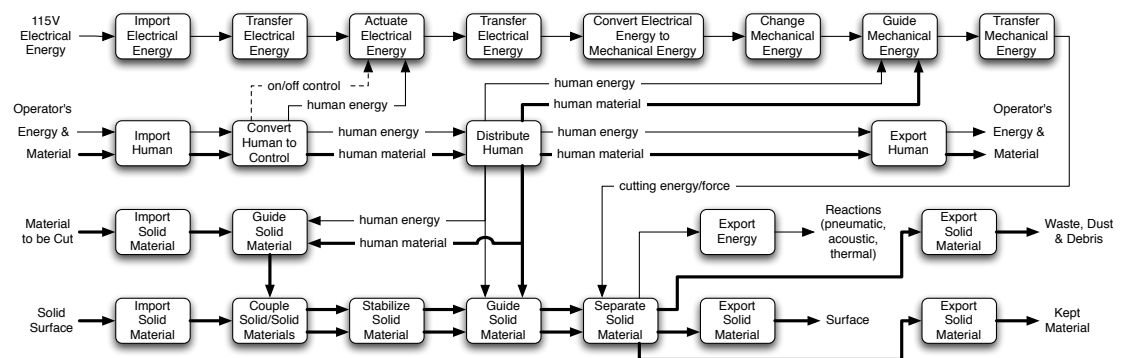 115V
Electrical
Energy
Import
Electrical
Energy
Transfer
Electrical
Energy
Actuate
Electrical
Energy
Transfer
Electrical
Energy
Convert Electrical
Energy to
Mechanical Energy
Change
Mechanical
Energy
Guide
Mechanical
Energy
Transfer
Mechanical
Energy
on/off control
human energy
human energy
human material
Operator's
Energy &
Material
Import
Human
Convert
Human to
Control
human energy
human material
Distribute
Human
human energy
human material
Export
Human
Operator's
Energy &
Material
cutting energy/force
Material
to be Cut
Import
Solid
Material
Guide
Solid
Material
human energy
human material
Export
Energy
Reactions
(pneumatic,
acoustic,
thermal)
Export
Solid
Material
Waste, Dust
& Debris
Solid
Surface
Import
Solid
Material
Couple
Solid/Solid
Materials
Stabilize
Solid
Material
Guide
Solid
Material
Separate
Solid
Material
Export
Solid
Material
Surface
Export
Solid
Material
Kept
Material